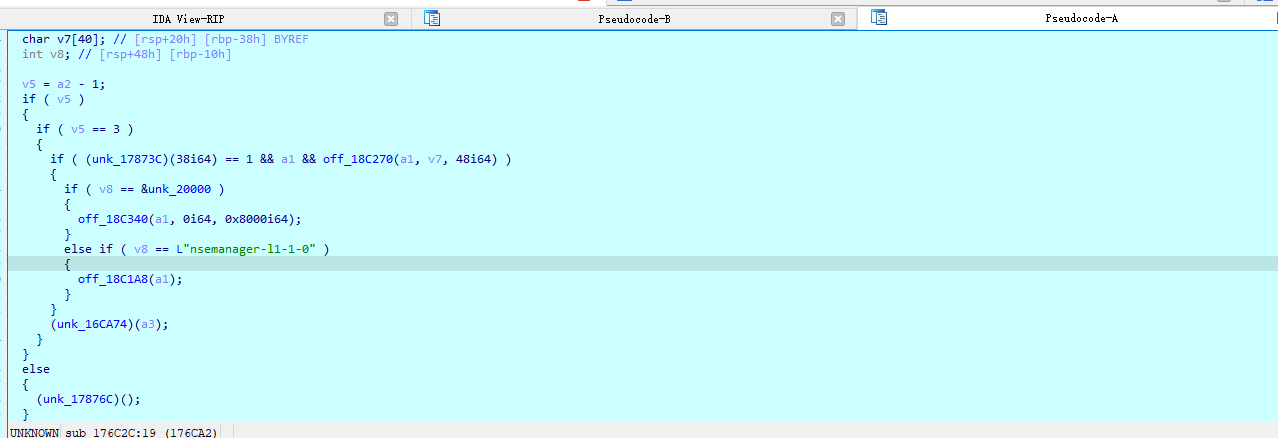 IDA View-RIP Pseudocode-B Pseudocode-A
char v7[40]; // [rsp+20h] [rbp-38h] BYREF
int v8; // [rsp+48h] [rbp-10h]
v5 = a2 - 1;
if ( v5 )
{
if ( v5 == 3 )
{
if ( (unk_17873C)(38i64) == 1 && a1 && off_18C270(a1, v7, 48i64) )
{
if ( v8 == &unk_20000 )
{
off_18C340(a1, 0i64, 0x8000i64);
}
else if ( v8 == L"nsemanager-l1-1-0" )
{
off_18C1A8(a1);
}
}
(unk_16CA74)(a3);
}
}
else
{
(unk_17876C)();
}
UNKNOWN sub 176C2C:19 (176CA2)